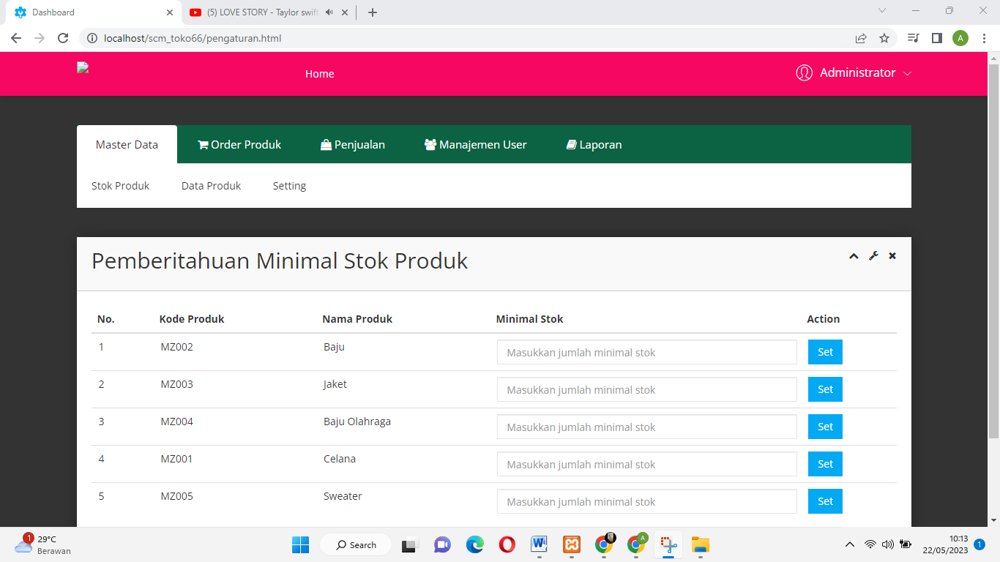 Dashboard
(5) LOVE STORY - Taylor swift
localhost/scm_toko66/pengaturan.html
A
Home
Administrator
Master Data
Order Produk
Penjualan
Manajemen User
Laporan
Stok Produk
Data Produk
Setting
Pemberitahuan Minimal Stok Produk
No. Kode Produk Nama Produk Minimal Stok Action
1 MZ002 Baju Masukkan jumlah minimal stok Set
2 MZ003 Jaket Masukkan jumlah minimal stok Set
3 MZ004 Baju Olahraga Masukkan jumlah minimal stok Set
4 MZ001 Celana Masukkan jumlah minimal stok Set
5 MZ005 Sweater Masukkan jumlah minimal stok Set
1
29°C
Berawan
Search
A
10:13
22/05/2023
1